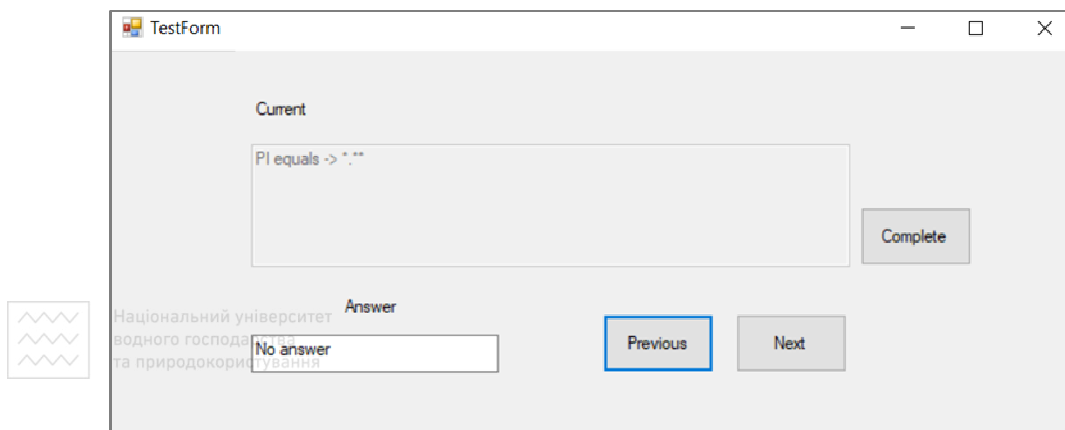 TestForm
Current
PI equals -> *.**
Complete
Answer
Національний університет
водного господарства
та природокористування
No answer
Previous
Next